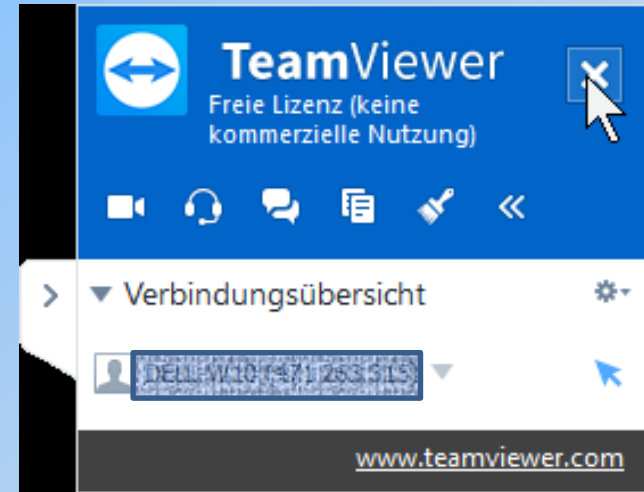 TeamViewer
Freie Lizenz (keine
kommerzielle Nutzung)
Verbindungsübersicht
www.teamviewer.com